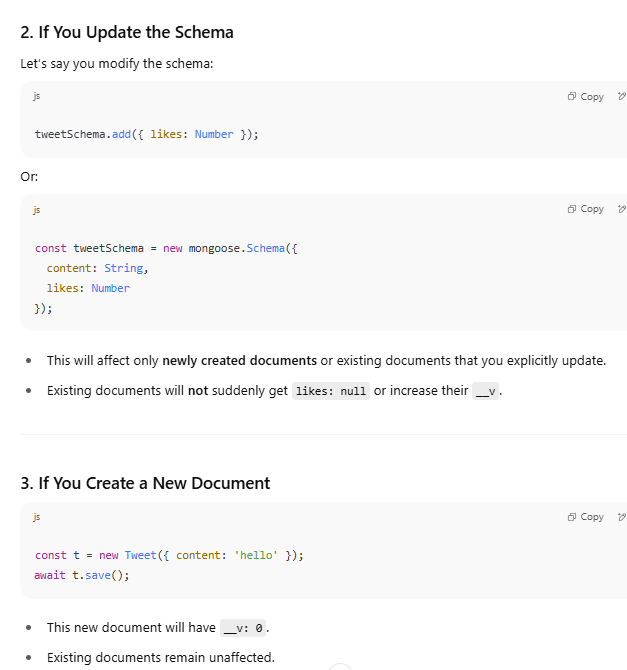 2. If You Update the Schema
Let's say you modify the schema:
js
Copy
tweetSchema.add({ likes: Number });
Or:
js
Copy
const tweetSchema = new mongoose.Schema({
  content: String,
  likes: Number
});
• This will affect only newly created documents or existing documents that you explicitly update.
• Existing documents will not suddenly get likes: null or increase their __v.
3. If You Create a New Document
js
Copy
const t = new Tweet({ content: 'hello' });
await t.save();
• This new document will have __v: 0.
• Existing documents remain unaffected.